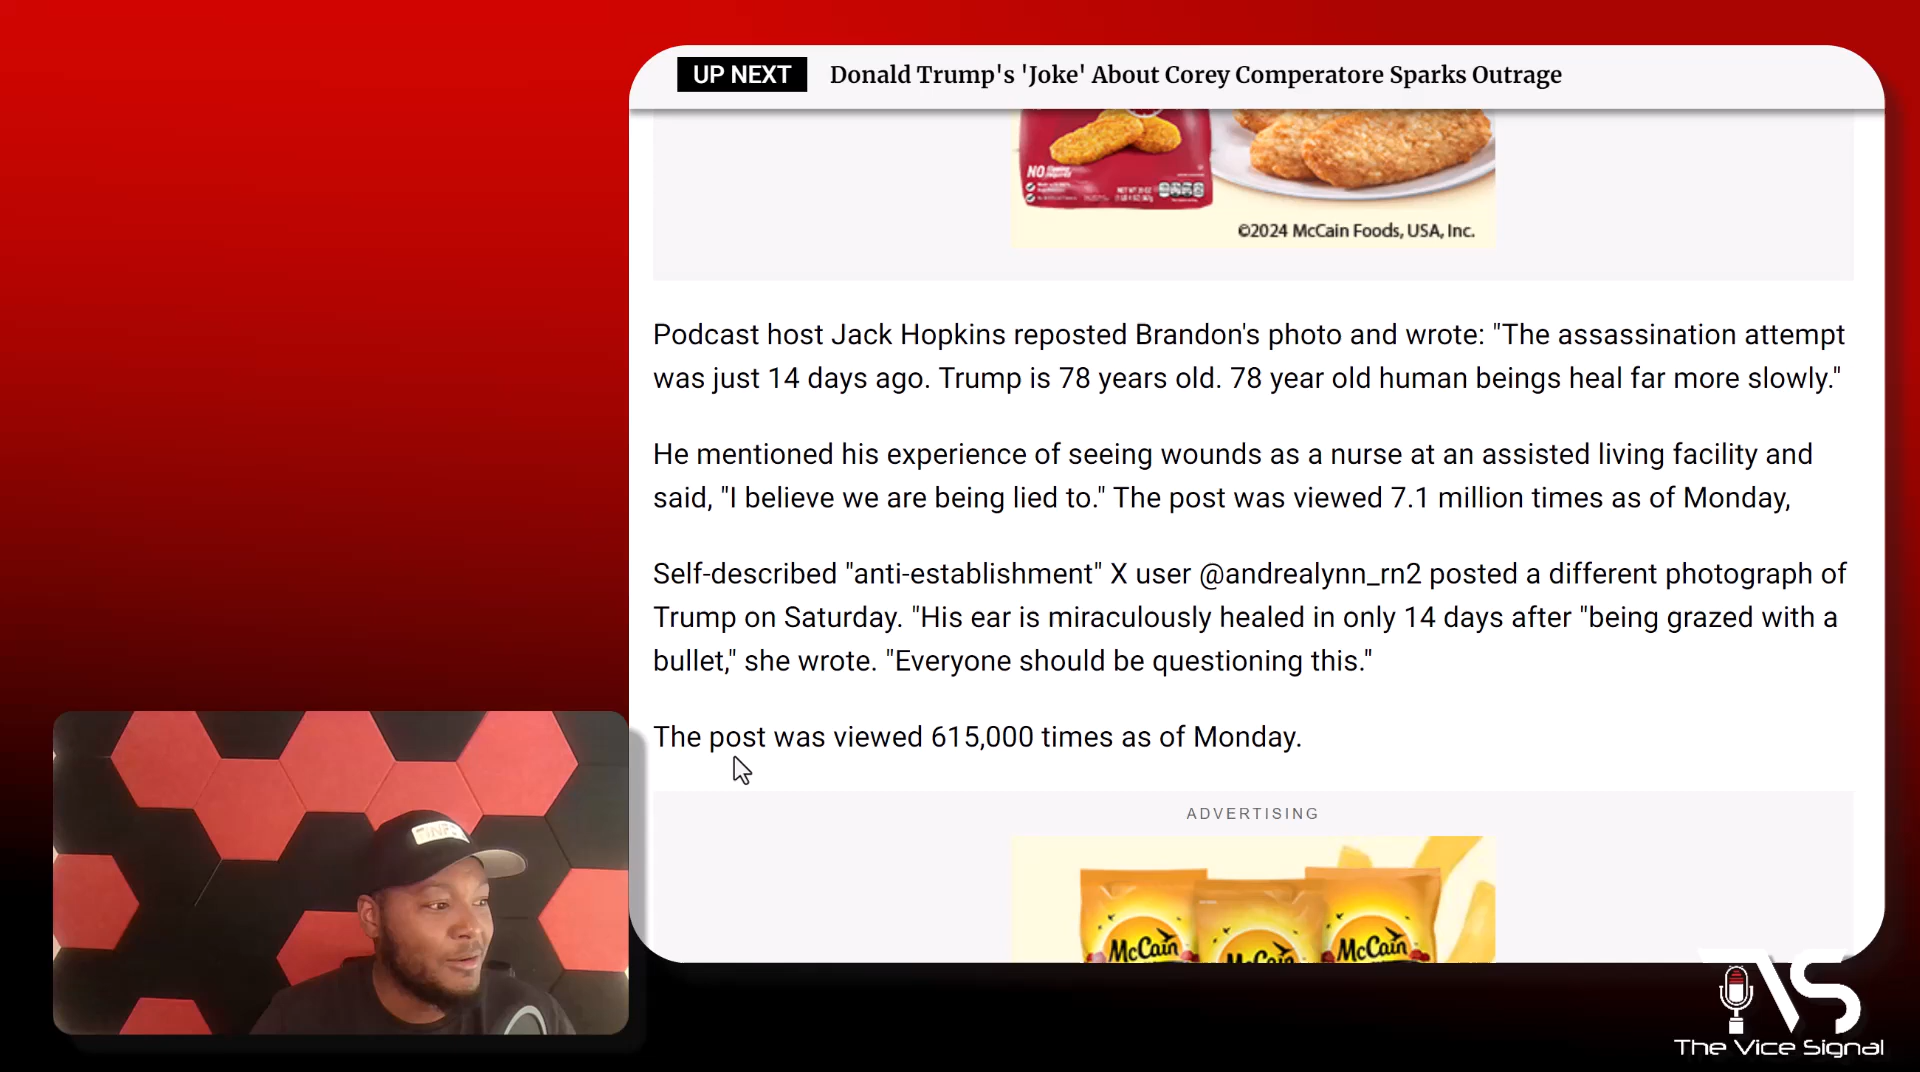 UP NEXT Donald Trump's 'Joke' About Corey Comperatore Sparks Outrage
NO
©2024 McCain Foods, USA, Inc.
Podcast host Jack Hopkins reposted Brandon's photo and wrote: "The assassination attempt
was just 14 days ago. Trump is 78 years old. 78 year old human beings heal far more slowly."
He mentioned his experience of seeing wounds as a nurse at an assisted living facility and
said, "I believe we are being lied to." The post was viewed 7.1 million times as of Monday,
Self-described "anti-establishment" X user @andrealynn_rn2 posted a different photograph of
Trump on Saturday. "His ear is miraculously healed in only 14 days after "being grazed with a
bullet," she wrote. "Everyone should be questioning this."
The post was viewed 615,000 times as of Monday.
ADVERTISING
McCain McCain McCain
VS
The Vice Signal